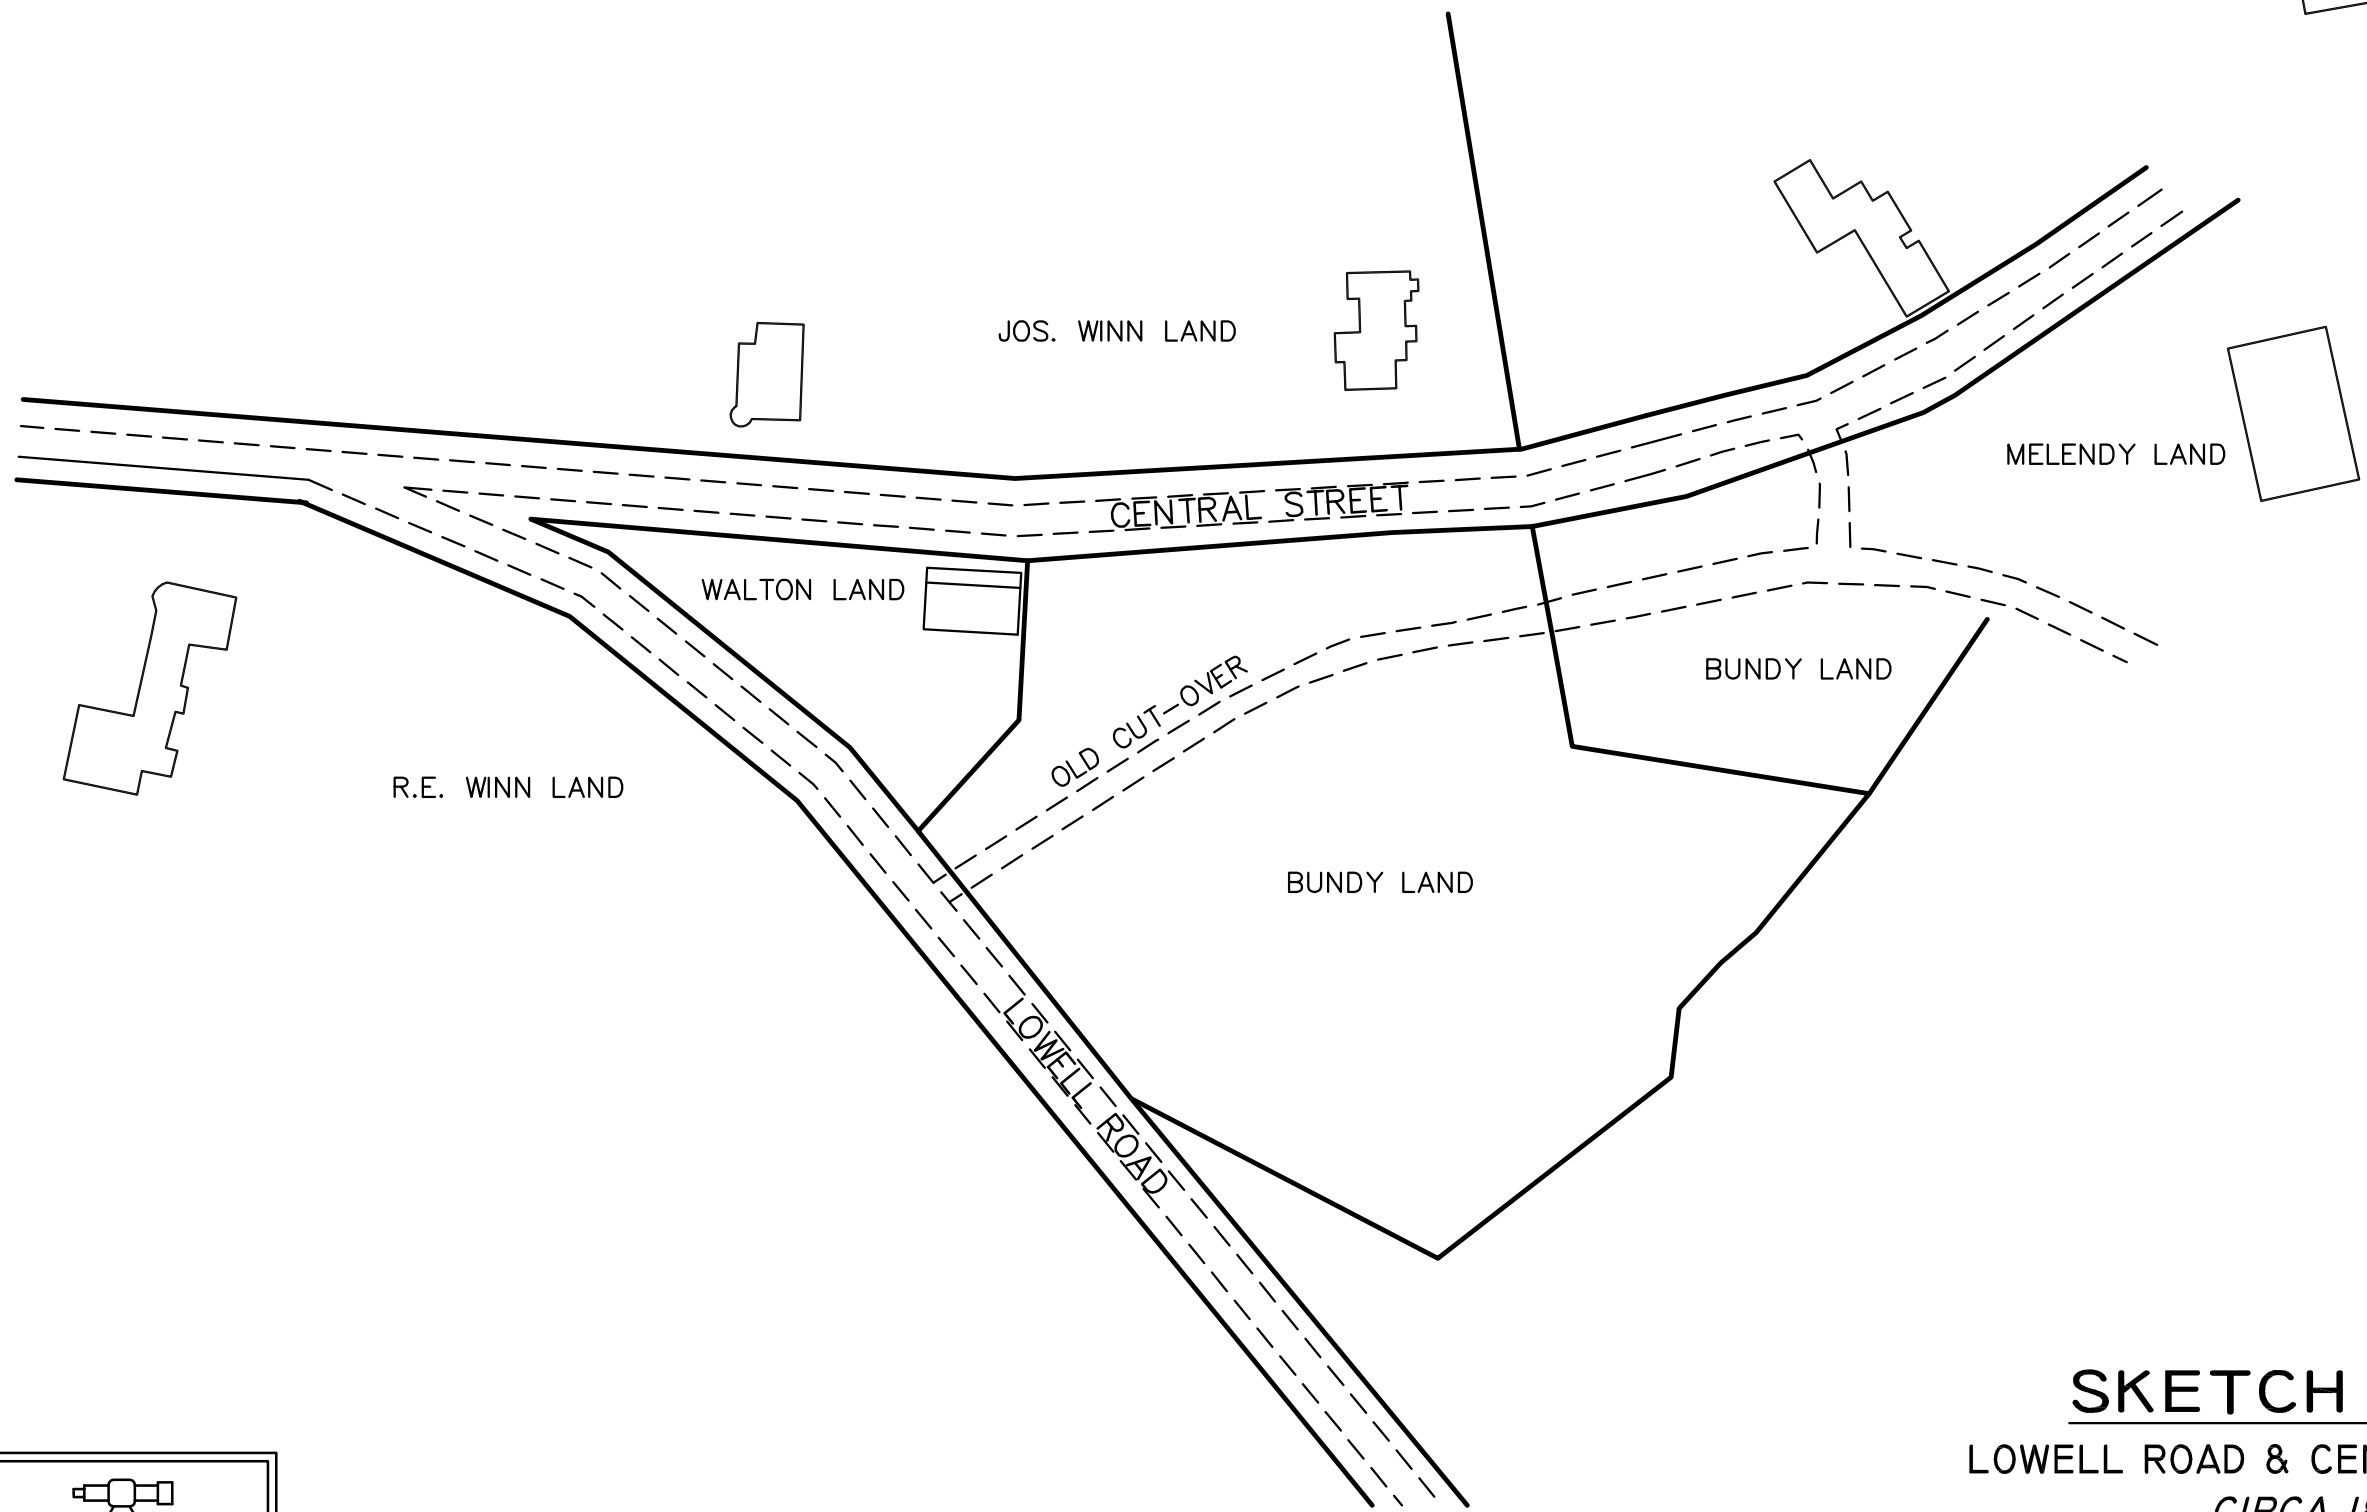 JOS. WINN LAND
CENTRAL STREET
MELENDY LAND
WALTON LAND
BUNDY LAND
OLD CUT-OVER
R.E. WINN LAND
BUNDY LAND
LOWELL ROAD
SKETCH
LOWELL ROAD &
CIRCA